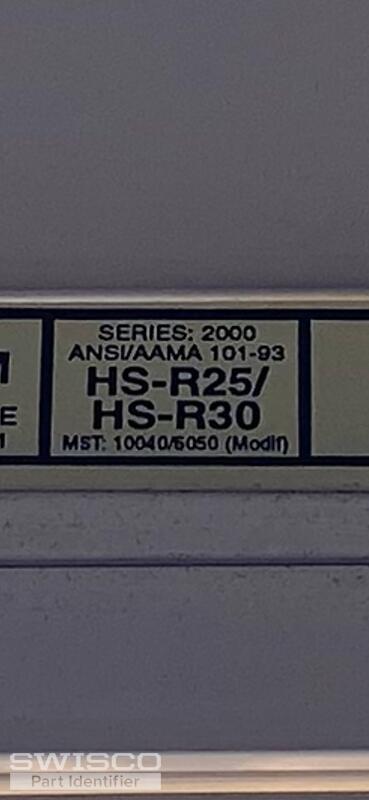 SERIES: 2000
ANSI/AAMA 101-93
HS-R25/
HS-R30
MST: 10040/6050 (Modif)
E
M
SWISCO
Part Identifier